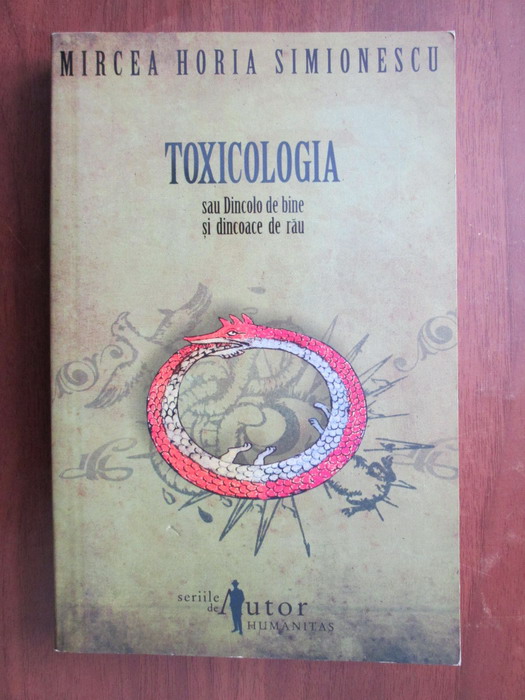 MIRCEA HORIA SIMIONESCU
TOXICOLOGIA
sau Dincolo de bine
și dincoace de rău
seriile
de Autor
HUMANITAS